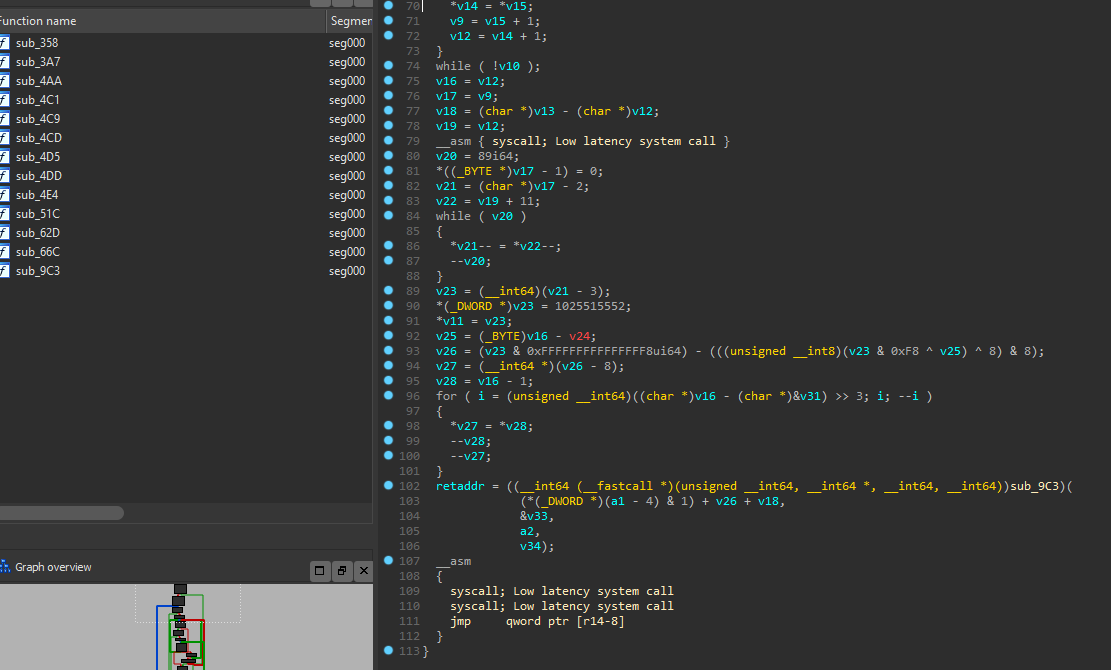 Function name Segmen
f sub_358 seg000
f sub_3A7 seg000
f sub_4AA seg000
f sub_4C1 seg000
f sub_4C9 seg000
f sub_4CD seg000
f sub_4D5 seg000
f sub_4DD seg000
f sub_4E4 seg000
f sub_51C seg000
f sub_62D seg000
f sub_66C seg000
f sub_9C3 seg000
Graph overview
70 *v14 = *v15;
71 v9 = v15 + 1;
72 v12 = v14 + 1;
73 }
74 while ( !v10 );
75 v16 = v12;
76 v17 = v9;
77 v18 = (char *)v13 - (char *)v12;
78 v19 = v12;
79 __asm { syscall; Low latency system call }
80 v20 = 89i64;
81 *((_BYTE *)v17 - 1) = 0;
82 v21 = (char *)v17 - 2;
83 v22 = v19 + 11;
84 while ( v20 )
85 {
86 *v21-- = *v22--;
87 --v20;
88 }
89 v23 = (__int64)(v21 - 3);
90 *(_DWORD *)v23 = 1025515552;
91 *v11 = v23;
92 v25 = (_BYTE)v16 - v24;
93 v26 = (v23 & 0xFFFFFFFFFFFFFFF8ui64) - (((unsigned __int8)(v23 & 0xF8 ^ v25) ^ 8) & 8);
94 v27 = (__int64 *)(v26 - 8);
95 v28 = v16 - 1;
96 for ( i = (unsigned __int64)((char *)v16 - (char *)&v31) >> 3; i; --i )
97 {
98 *v27 = *v28;
99 --v28;
100 --v27;
101 }
102 retaddr = ((__int64 (__fastcall *)(unsigned __int64, __int64 *, __int64, __int64))sub_9C3)(
103 (*(_DWORD *)(a1 - 4) & 1) + v26 + v18,
104 &v33,
105 a2,
106 v34);
107 __asm
108 {
109 syscall; Low latency system call
110 syscall; Low latency system call
111 jmp qword ptr [r14-8]
112 }
113 }